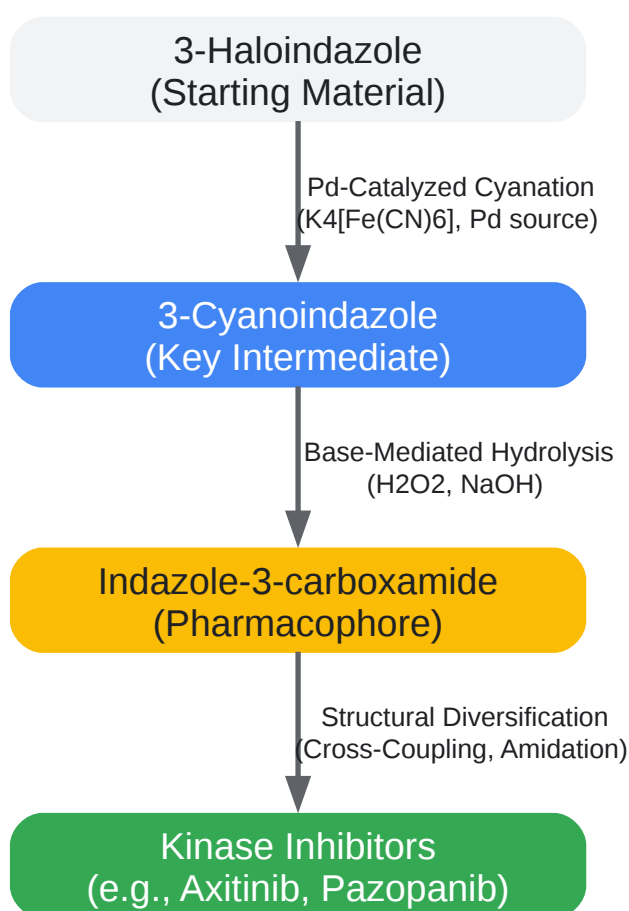 3-Haloindazole
(Starting Material)
Pd-Catalyzed Cyanation
(K4[Fe(CN)6], Pd source)
3-Cyanoindazole
(Key Intermediate)
Base-Mediated Hydrolysis
(H2O2, NaOH)
Indazole-3-carboxamide
(Pharmacophore)
Structural Diversification
(Cross-Coupling, Amidation)
Kinase Inhibitors
(e.g., Axitinib, Pazopanib)